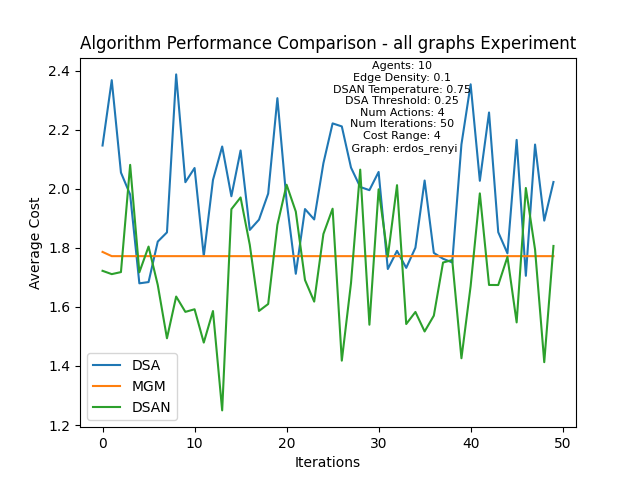 Algorithm Performance Comparison - all graphs Experiment
Agents: 10
Edge Density: 0.1
DSAN Temperature: 0.75
DSA Threshold: 0.25
Num Actions: 4
Num Iterations: 50
Cost Range: 4
Graph: erdos_renyi
Average Cost
2.4
2.2
2.0
1.8
1.6
1.4
1.2
DSA
MGM
DSAN
0 10 20 30 40 50
Iterations